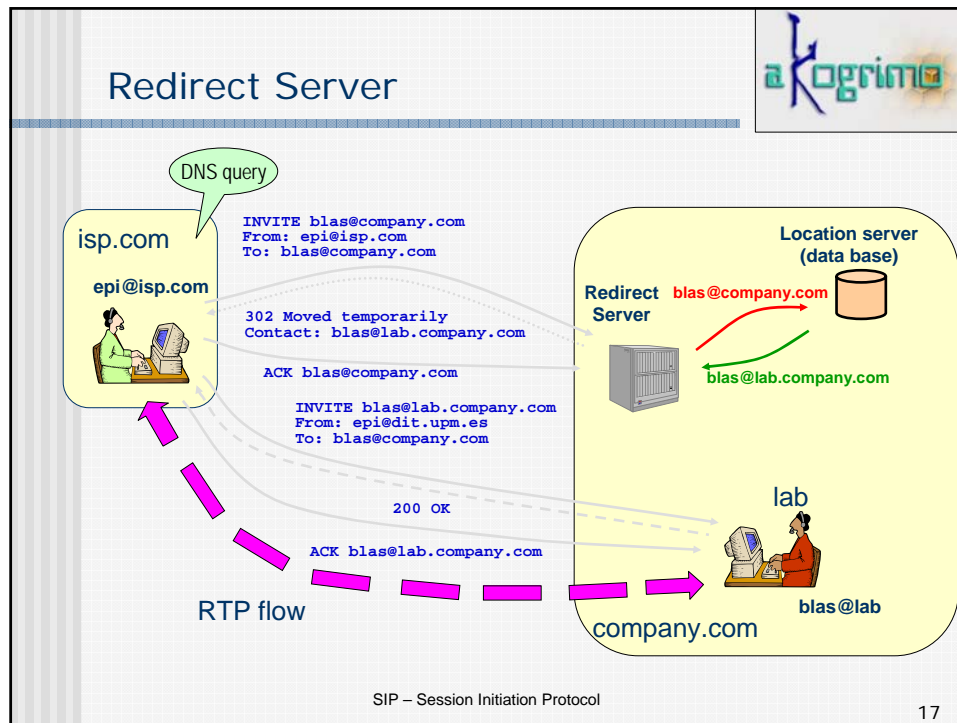 Redirect Server
akogrimo
DNS query
isp.com
epi@isp.com
INVITE blas@company.com
From: epi@isp.com
To: blas@company.com
302 Moved temporarily
Contact: blas@lab.company.com
ACK blas@company.com
INVITE blas@lab.company.com
From: epi@dit.upm.es
To: blas@company.com
200 OK
ACK blas@lab.company.com
RTP flow
Location server
(data base)
Redirect
Server
blas@company.com
blas@lab.company.com
lab
blas@lab
company.com
SIP – Session Initiation Protocol
17